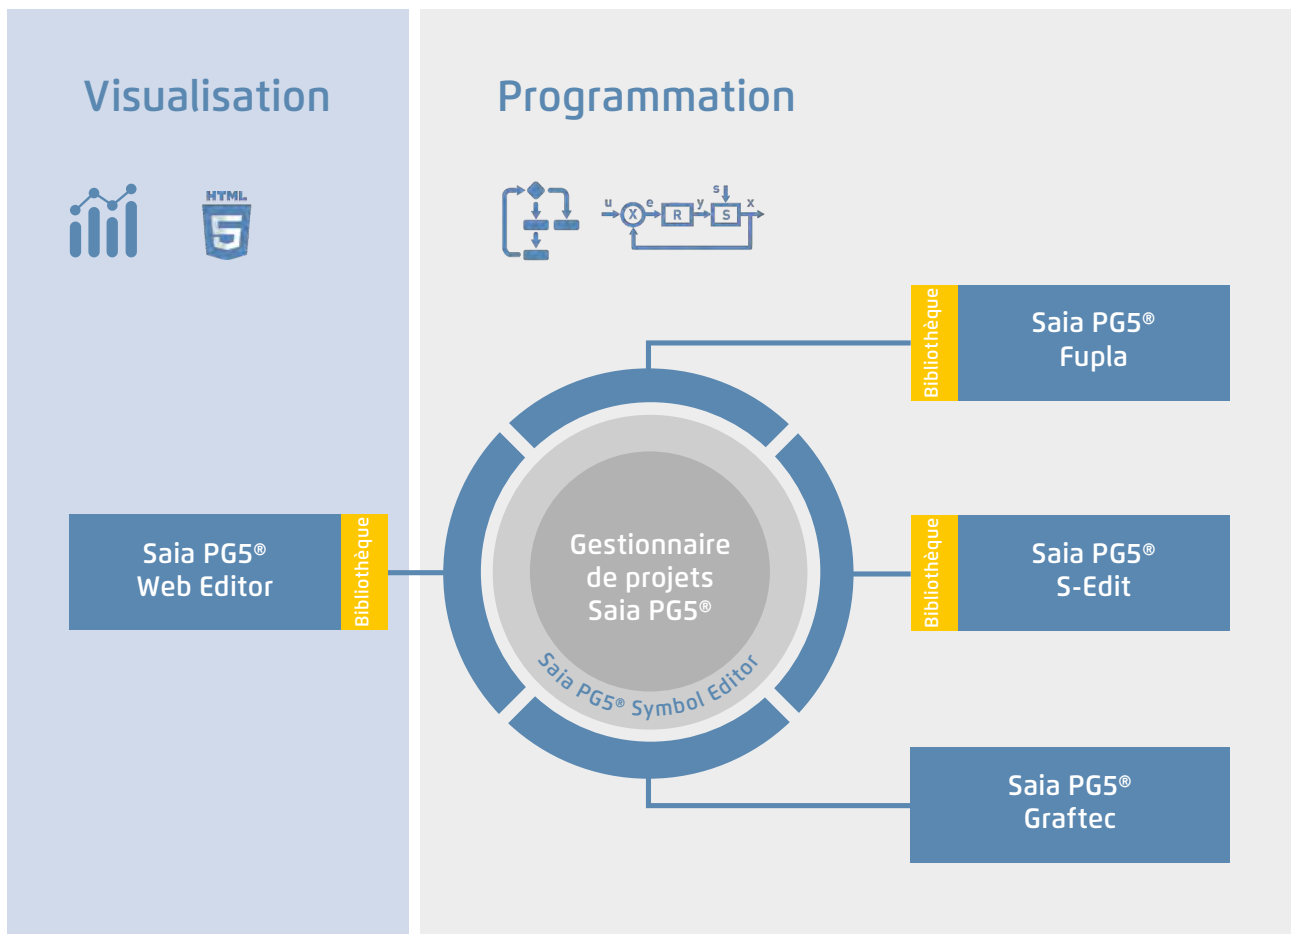 Visualisation
HTML
5
Saia PG5®
Web Editor
Bibliothèque
Programmation
u
X
e
R
y
s
S
x
Gestionnaire
de projets
Saia PG5®
Saia PG5® Symbol Editor
Bibliothèque
Saia PG5®
Fupla
Bibliothèque
Saia PG5®
S-Edit
Saia PG5®
Graftec